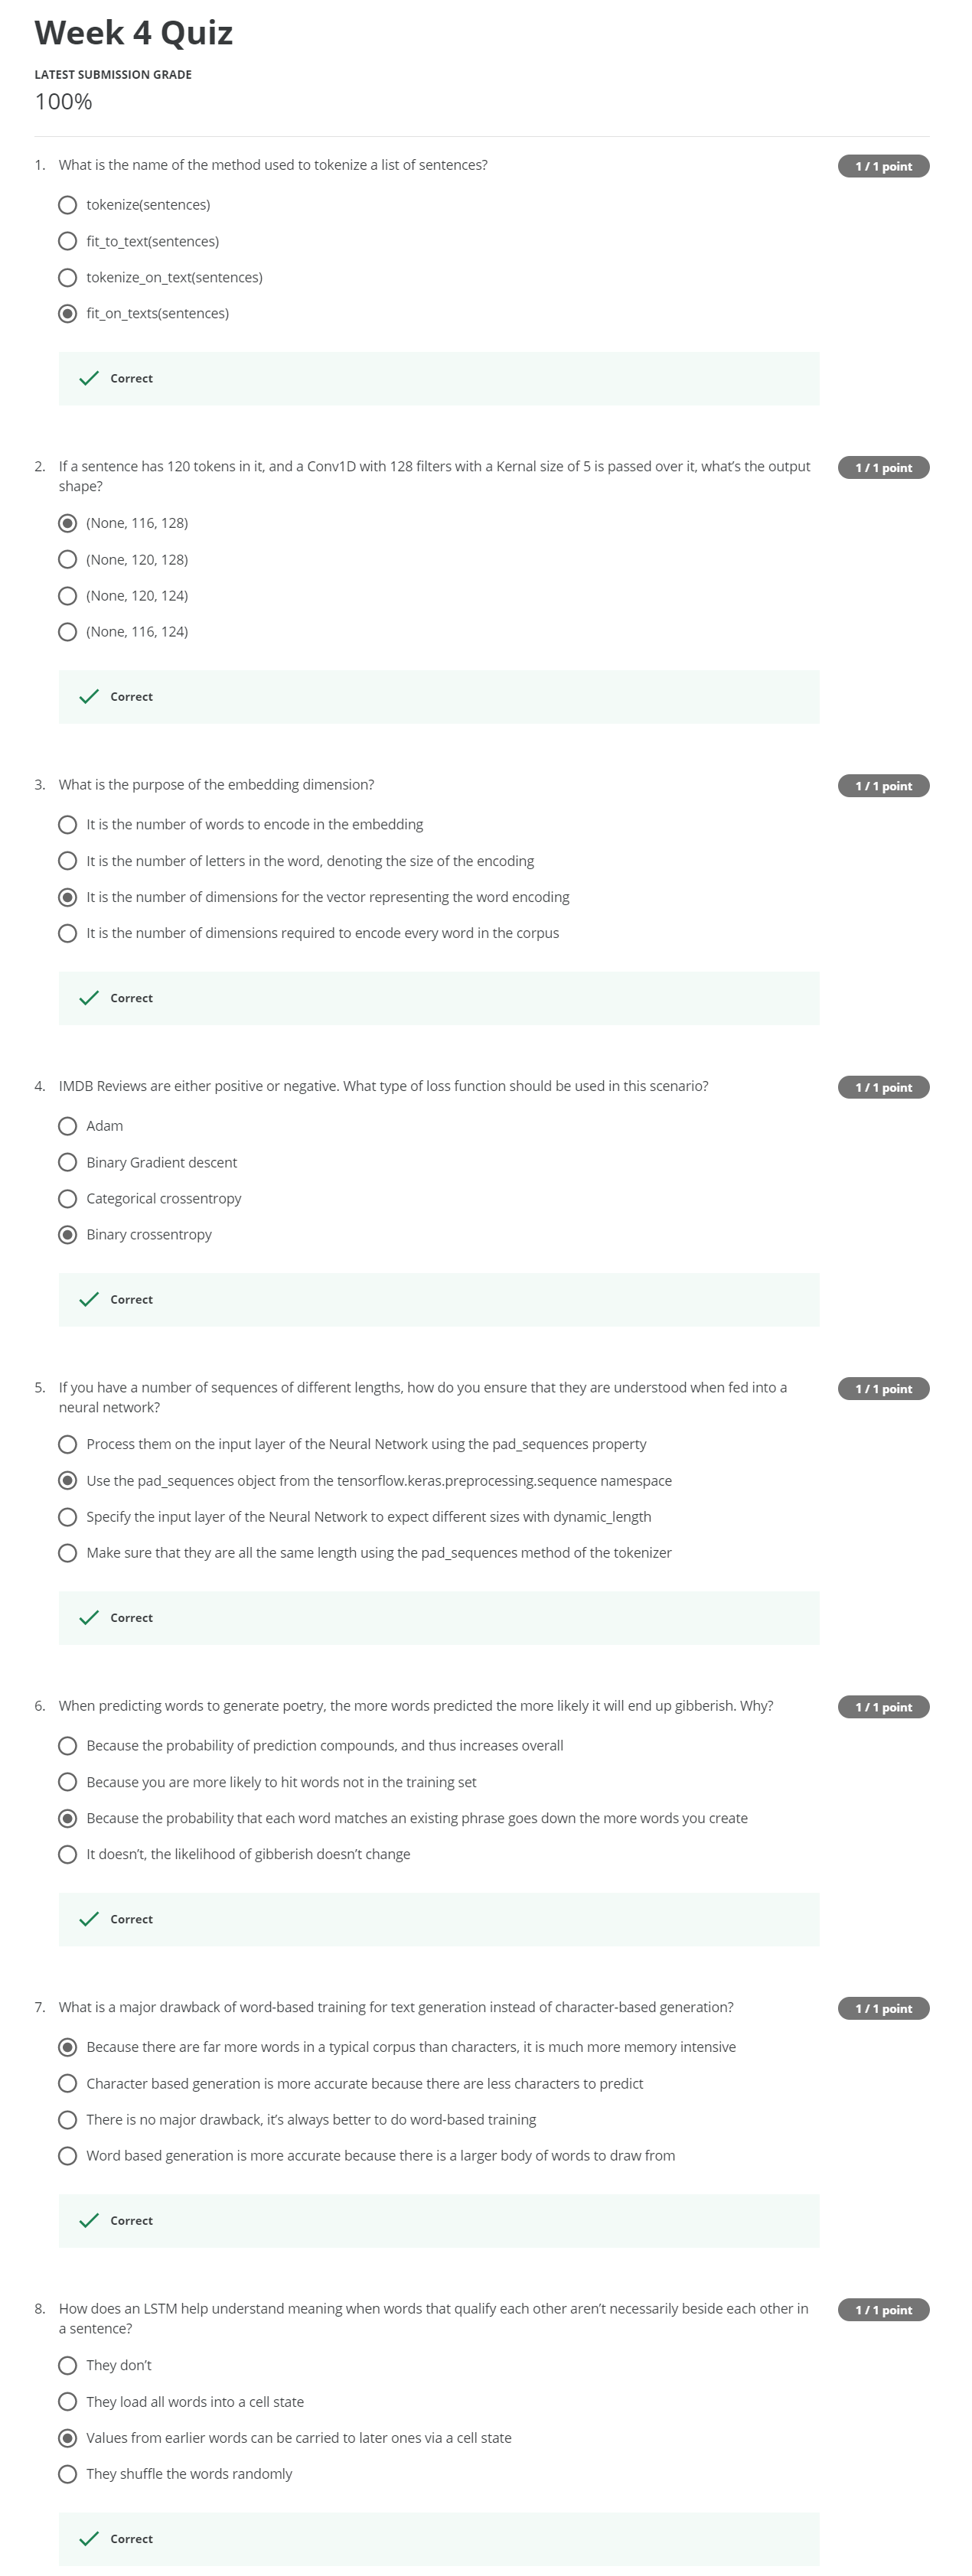 Week 4 Quiz
LATEST SUBMISSION GRADE
100%
1. What is the name of the method used to tokenize a list of sentences?
1 / 1 point
tokenize(sentences)
fit_to_text(sentences)
tokenize_on_text(sentences)
fit_on_texts(sentences)
Correct
2. If a sentence has 120 tokens in it, and a Conv1D with 128 filters with a Kernal size of 5 is passed over it, what's the output
shape?
1 / 1 point
(None, 116, 128)
(None, 120, 128)
(None, 120, 124)
(None, 116, 124)
Correct
3. What is the purpose of the embedding dimension?
1 / 1 point
It is the number of words to encode in the embedding
It is the number of letters in the word, denoting the size of the encoding
It is the number of dimensions for the vector representing the word encoding
It is the number of dimensions required to encode every word in the corpus
Correct
4. IMDB Reviews are either positive or negative. What type of loss function should be used in this scenario?
1 / 1 point
Adam
Binary Gradient descent
Categorical crossentropy
Binary crossentropy
Correct
5. If you have a number of sequences of different lengths, how do you ensure that they are understood when fed into a
neural network?
1 / 1 point
Process them on the input layer of the Neural Network using the pad_sequences property
Use the pad_sequences object from the tensorflow.keras.preprocessing.sequence namespace
Specify the input layer of the Neural Network to expect different sizes with dynamic_length
Make sure that they are all the same length using the pad_sequences method of the tokenizer
Correct
6. When predicting words to generate poetry, the more words predicted the more likely it will end up gibberish. Why?
1 / 1 point
Because the probability of prediction compounds, and thus increases overall
Because you are more likely to hit words not in the training set
Because the probability that each word matches an existing phrase goes down the more words you create
It doesn't, the likelihood of gibberish doesn't change
Correct
7. What is a major drawback of word-based training for text generation instead of character-based generation?
1 / 1 point
Because there are far more words in a typical corpus than characters, it is much more memory intensive
Character based generation is more accurate because there are less characters to predict
There is no major drawback, it's always better to do word-based training
Word based generation is more accurate because there is a larger body of words to draw from
Correct
8. How does an LSTM help understand meaning when words that qualify each other aren't necessarily beside each other in
a sentence?
1 / 1 point
They don't
They load all words into a cell state
Values from earlier words can be carried to later ones via a cell state
They shuffle the words randomly
Correct